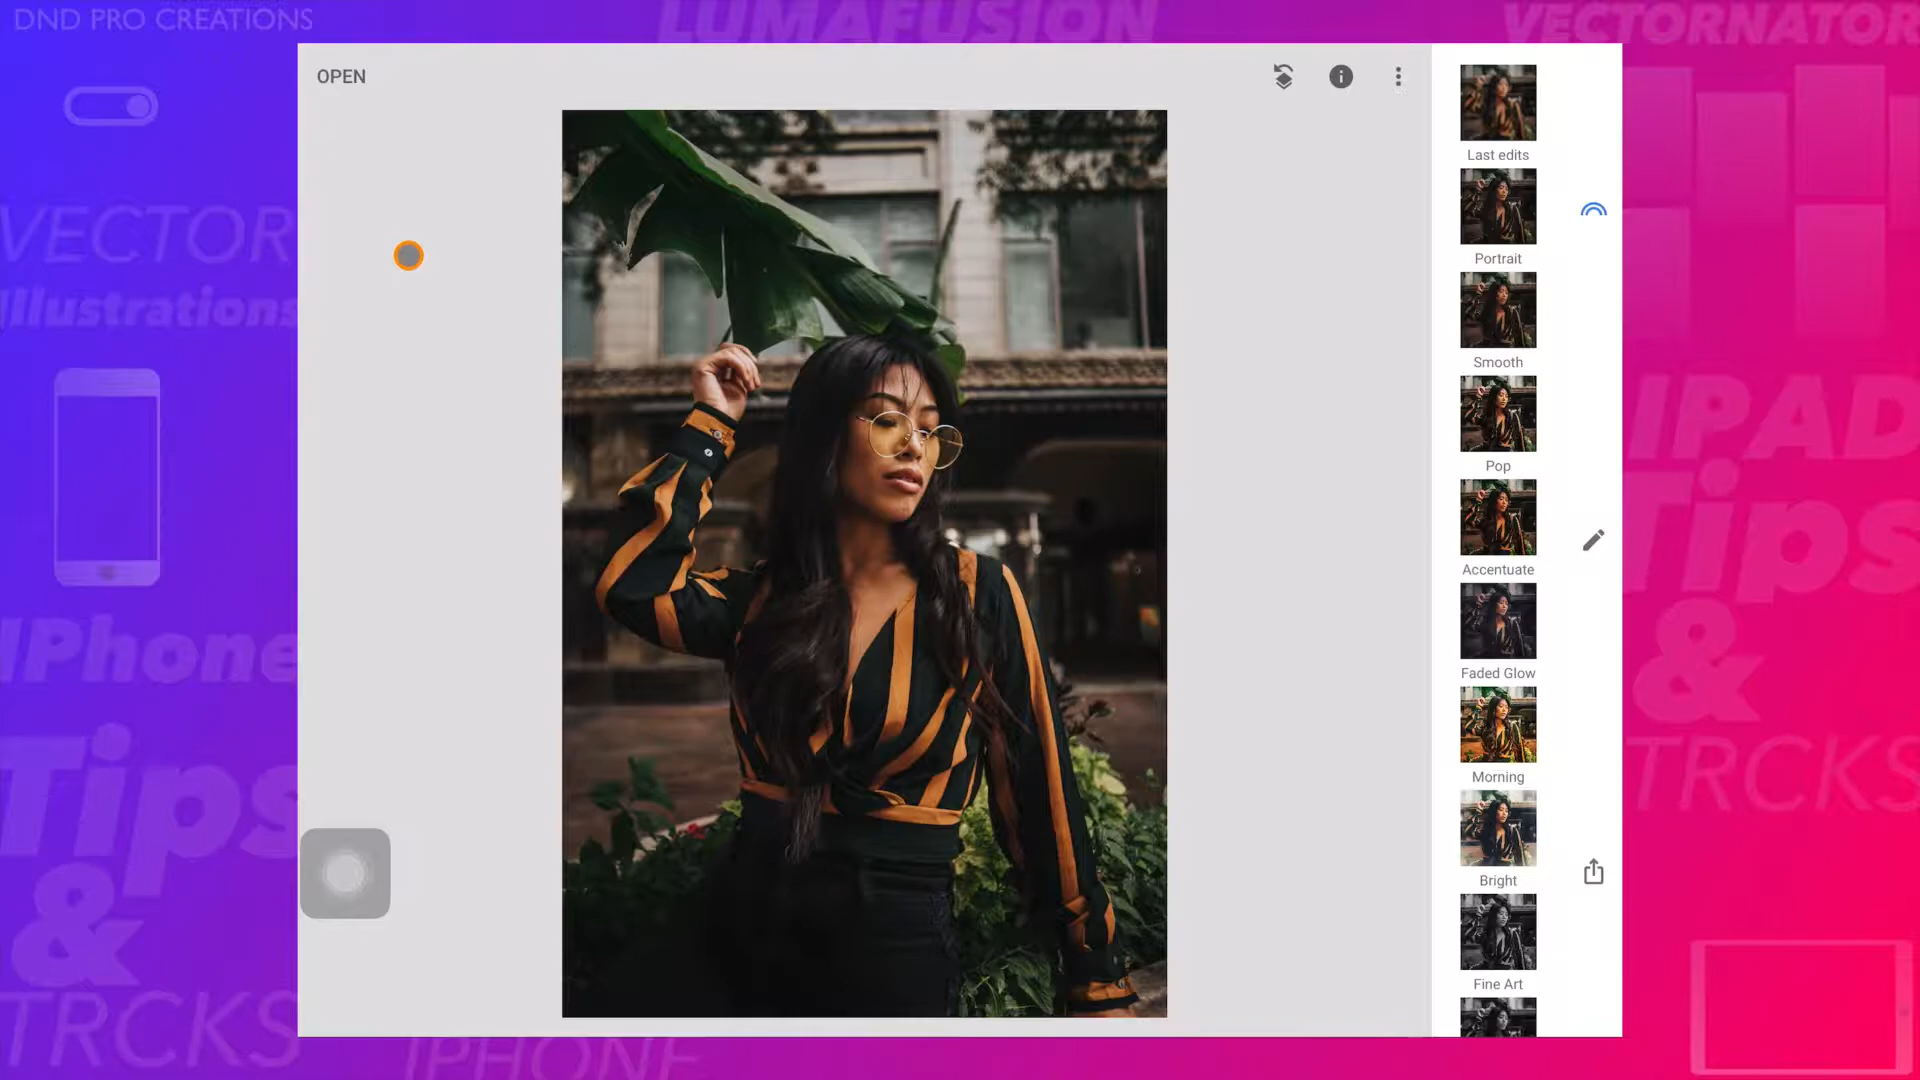 DND PRO CREATIONS
LUMAFUSION
VECTORNATOR
OPEN
Last edits
Portrait
Smooth
Pop
Accentuate
Faded Glow
Morning
Bright
Fine Art
VECTOR
Illustrations
IPhone
Tips
&
TRCKS
IPHONE
IPAD
Tips
&
TRCKS